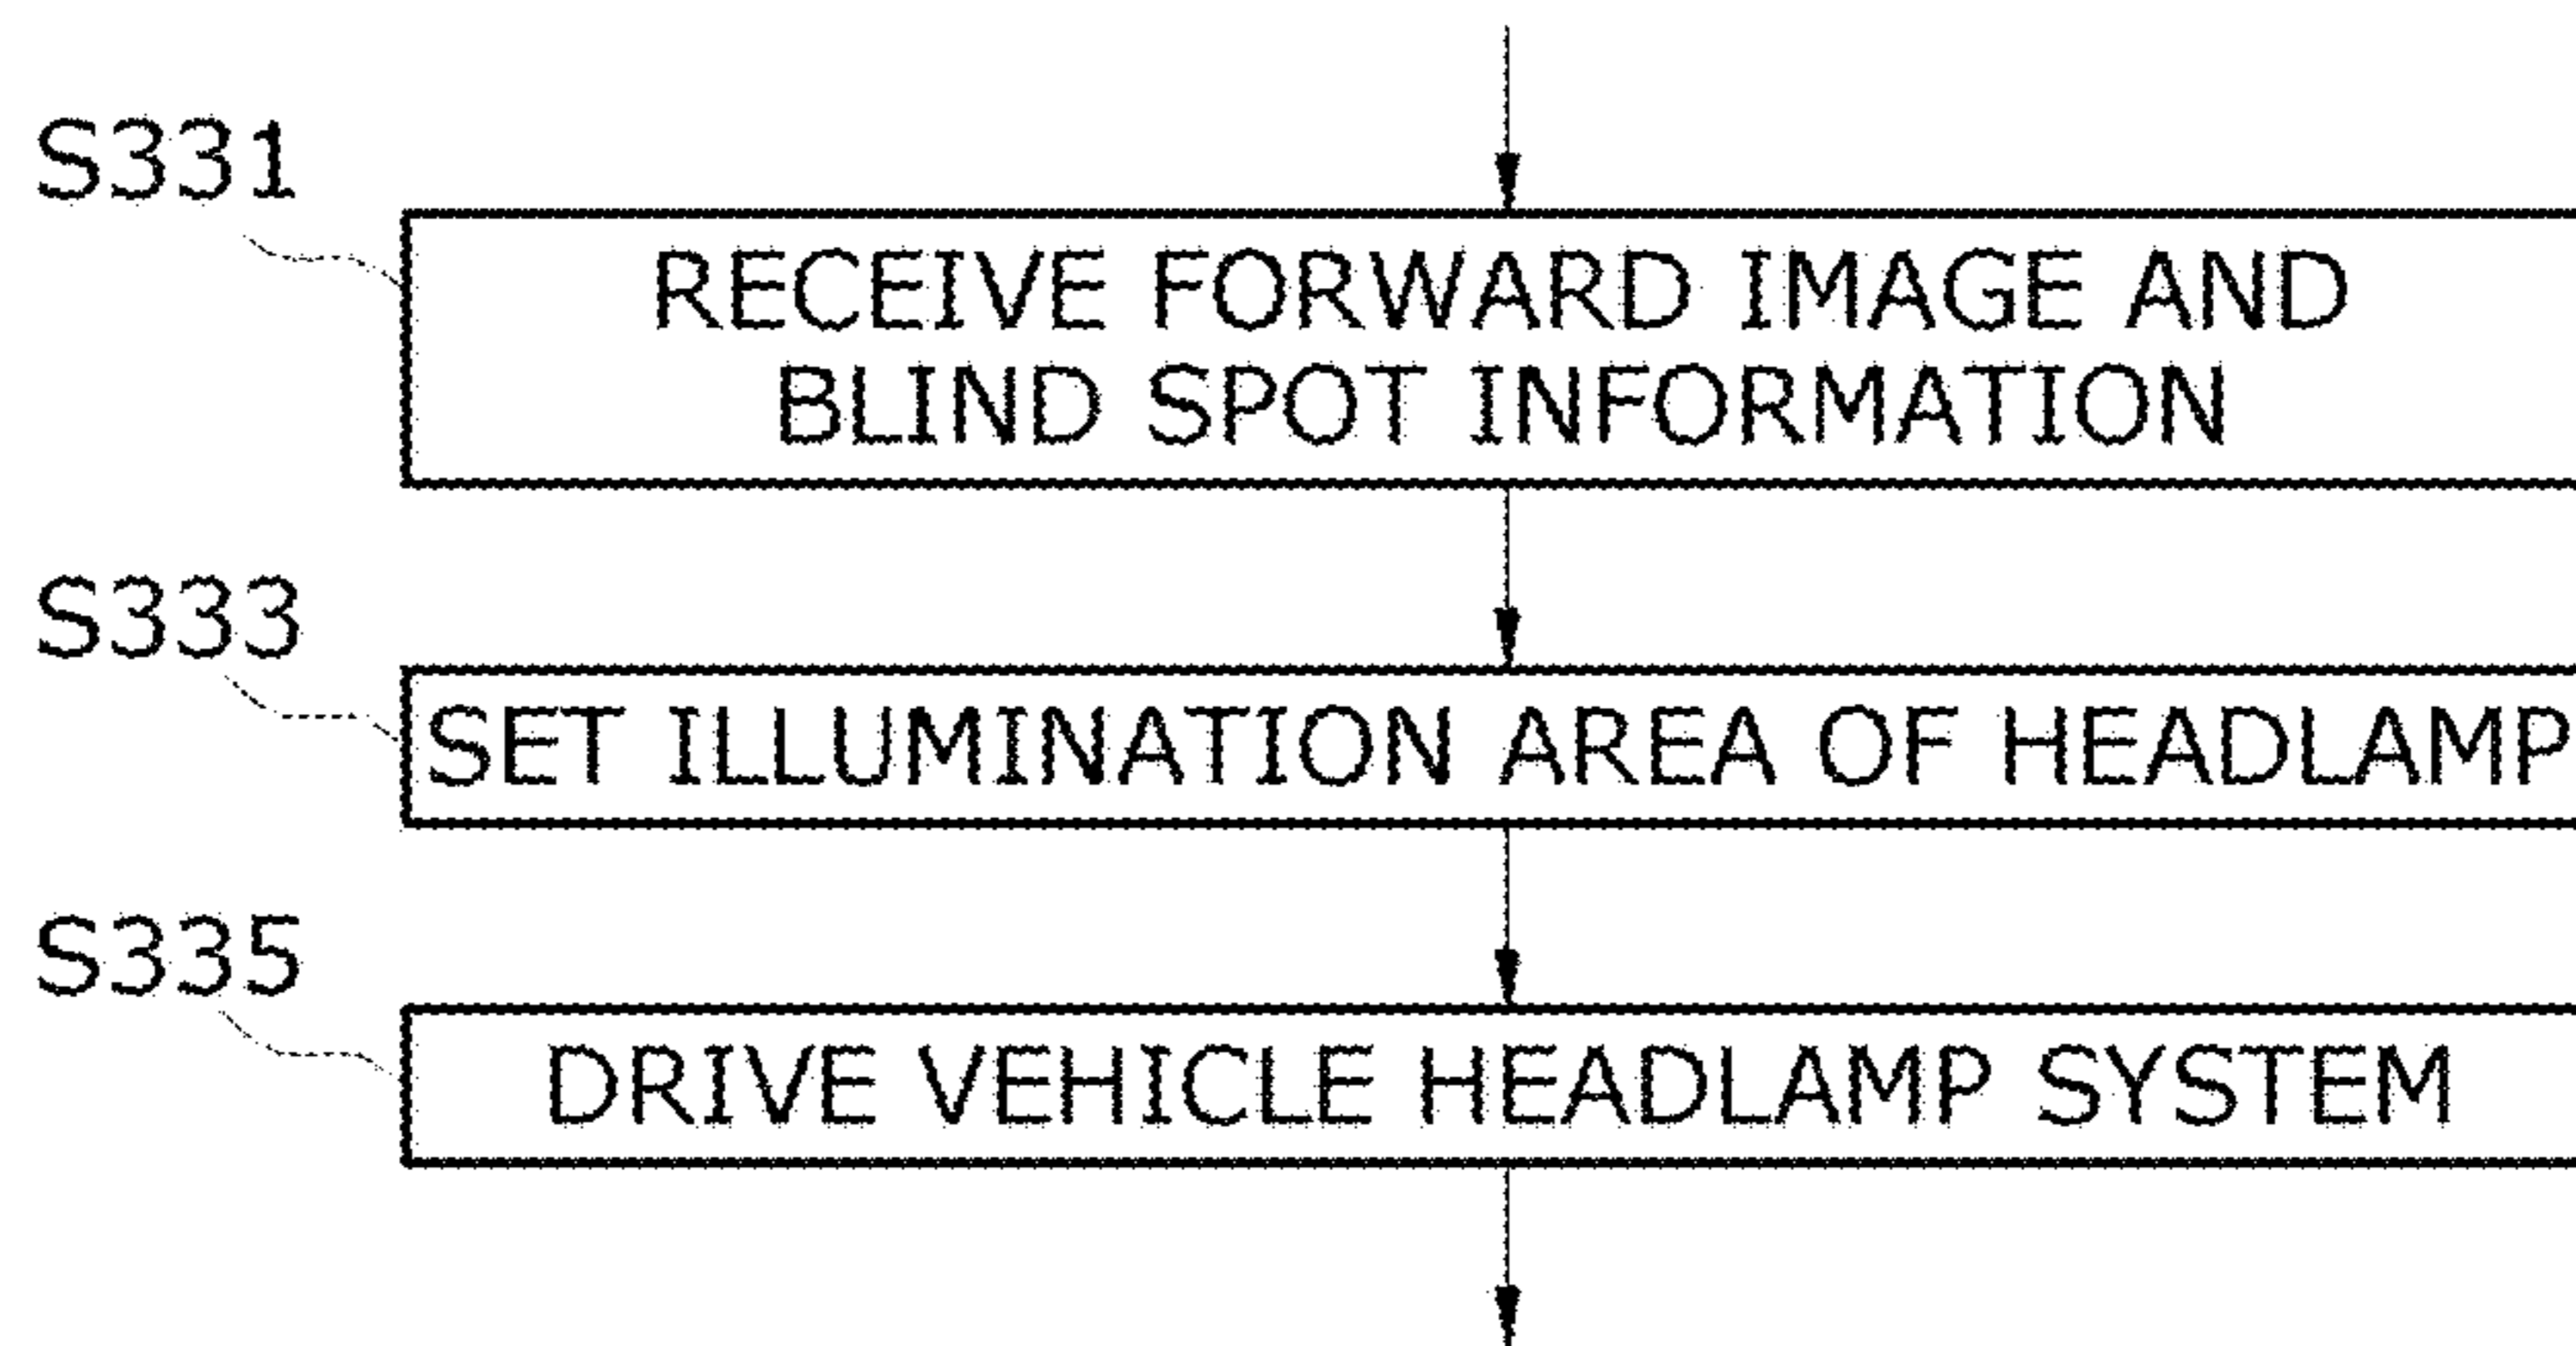 S331
RECEIVE FORWARD IMAGE AND
BLIND SPOT INFORMATION
S333
SET ILLUMINATION AREA OF HEADLAMP
S335
DRIVE VEHICLE HEADLAMP SYSTEM